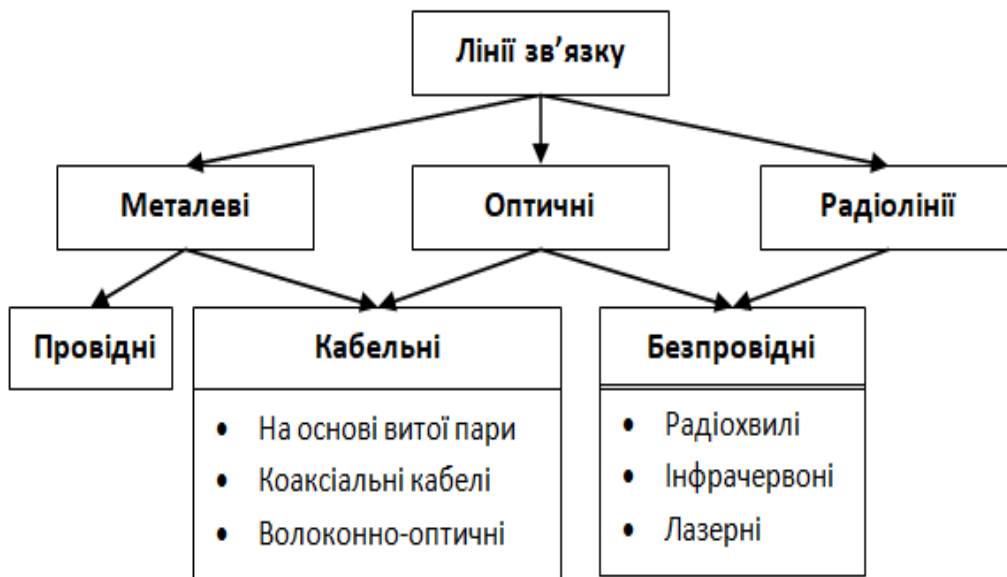 Лінії зв’язку
Металеві
Оптичні
Радіолінії
Провідні
Кабельні
Безпровідні
• На основі витої пари
• Коаксіальні кабелі
• Волоконно-оптичні
• Радіохвилі
• Інфрачервоні
• Лазерні